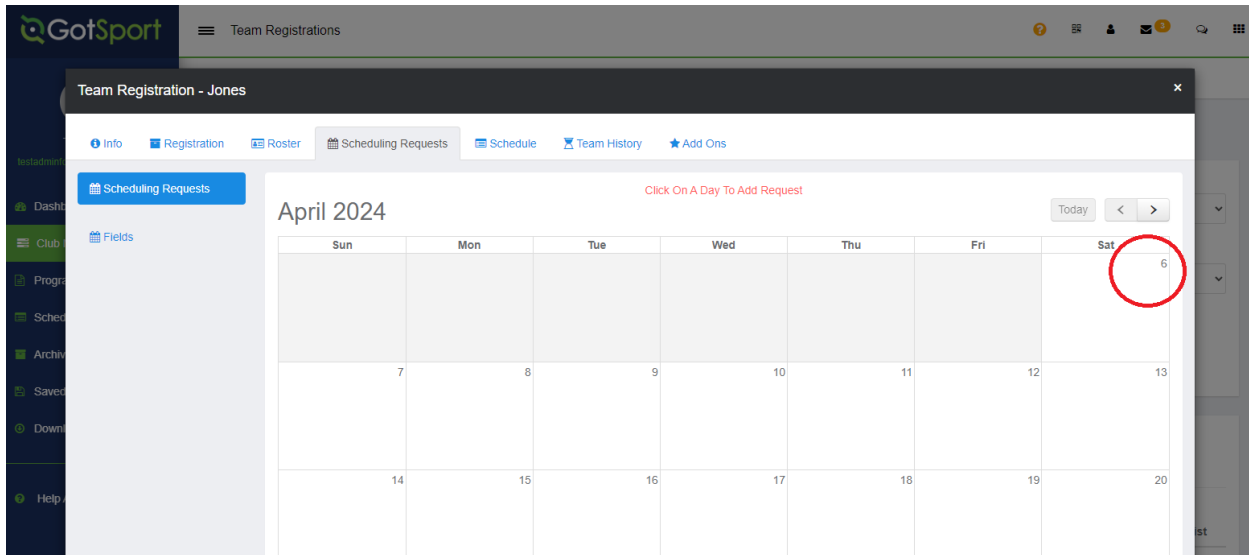 GotSport
Team Registrations
3
Team Registration - Jones
×
Info Registration Roster Scheduling Requests Schedule Team History Add Ons
Scheduling Requests
Fields
Click On A Day To Add Request
April 2024
Today < >
Sun Mon Tue Wed Thu Fri Sat
6
7 8 9 10 11 12 13
14 15 16 17 18 19 20
testadminfo
Dashb
Club
Progra
Sched
Archiv
Saved
Downl
Help
ist